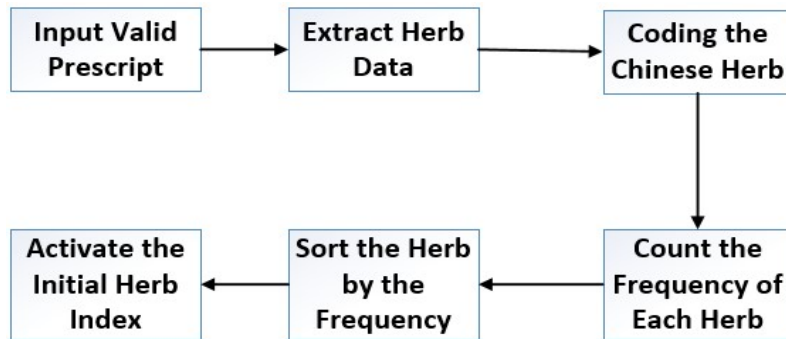 Input Valid
Prescript
Extract Herb
Data
Coding the
Chinese Herb
Count the
Frequency of
Each Herb
Sort the Herb
by the
Frequency
Activate the
Initial Herb
Index